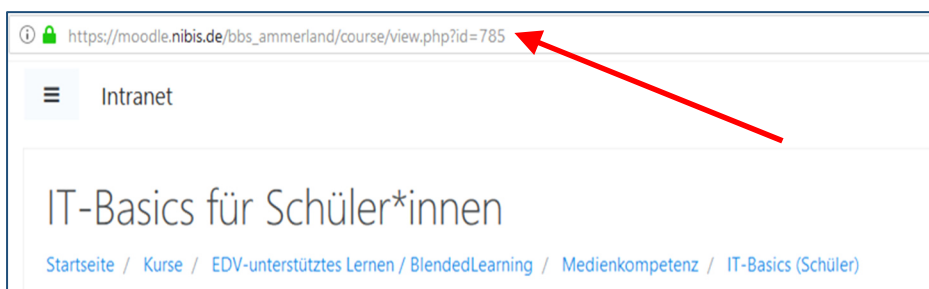 https://moodle.nibis.de/bbs_ammerland/course/view.php?id=785
Intranet
IT-Basics für Schüler*innen
Startseite / Kurse / EDV-unterstütztes Lernen / BlendedLearning / Medienkompetenz / IT-Basics (Schüler)